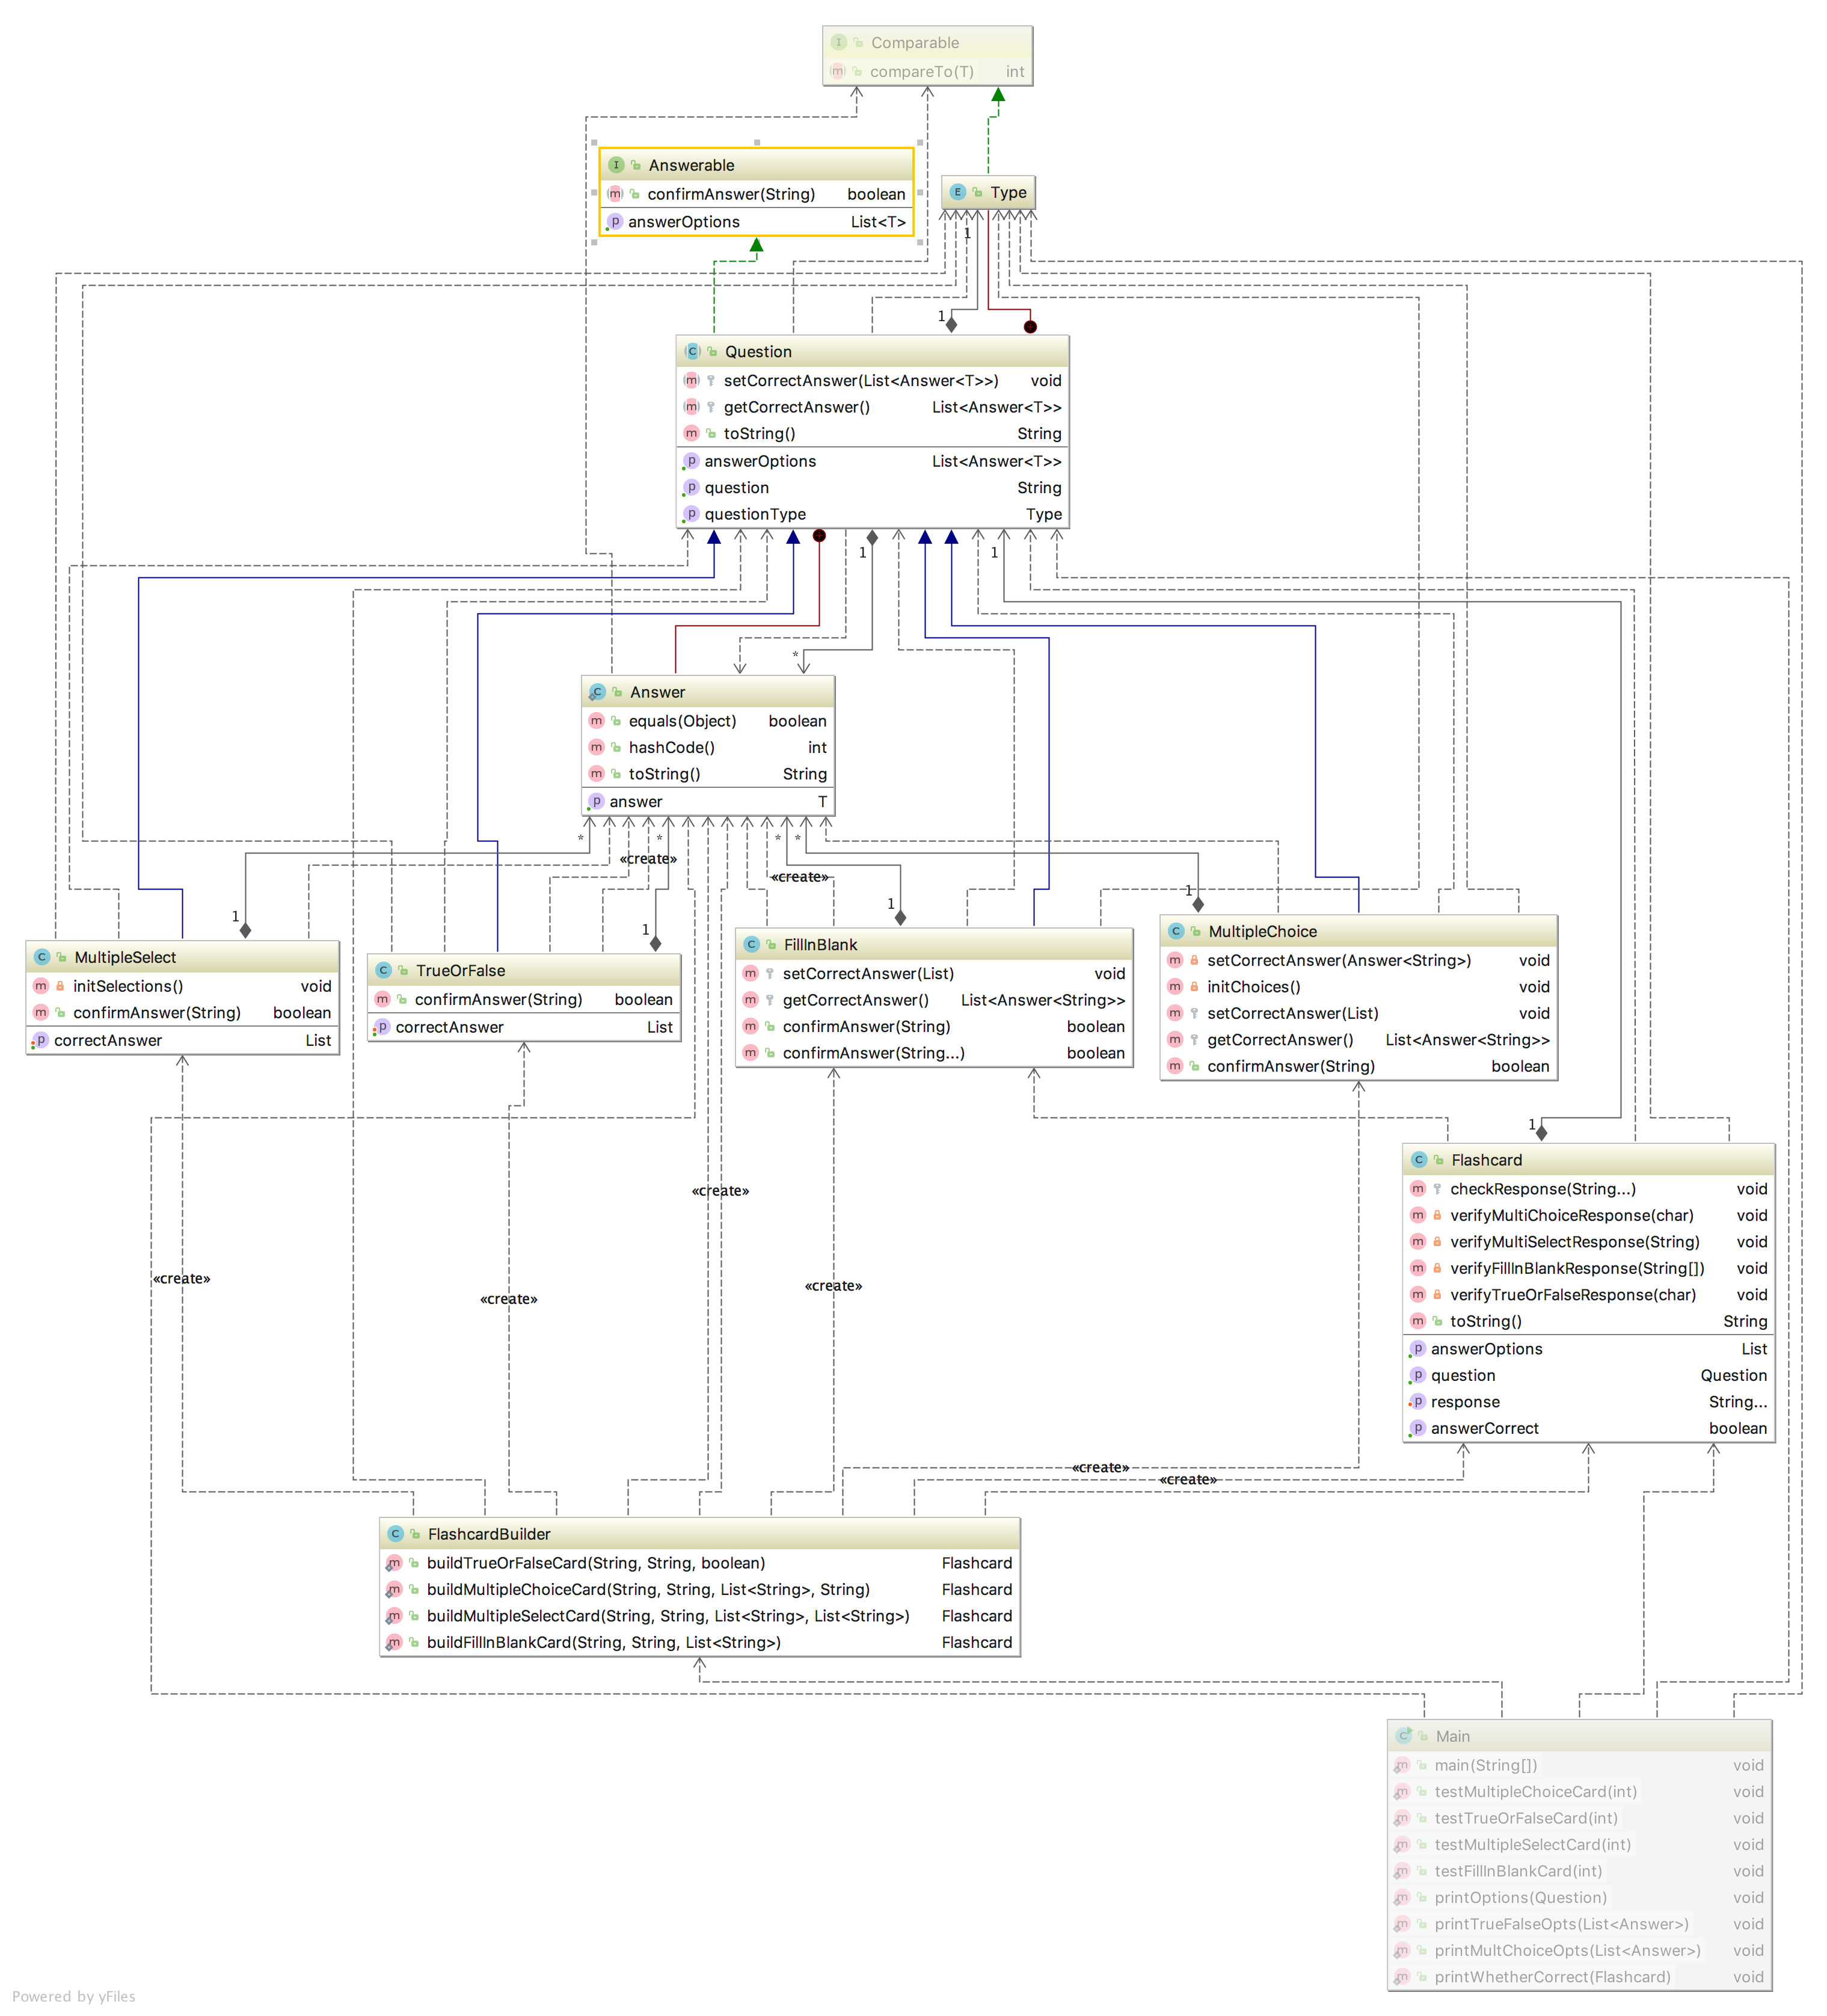 Comparable
compareTo(T) int
Answerable
confirmAnswer(String) boolean
answerOptions List<T>
Type
1
1
Question
setCorrectAnswer(List<Answer<T>>) void
getCorrectAnswer() List<Answer<T>>
toString() String
answerOptions List<Answer<T>>
question String
questionType Type
1
1
*
Answer
equals(Object) boolean
hashCode() int
toString() String
answer T
* * * *
«create»
«create»
1
1
1
1
MultipleSelect
initSelections() void
confirmAnswer(String) boolean
correctAnswer List
TrueOrFalse
confirmAnswer(String) boolean
correctAnswer List
FillInBlank
setCorrectAnswer(List) void
getCorrectAnswer() List<Answer<String>>
confirmAnswer(String) boolean
confirmAnswer(String...) boolean
MultipleChoice
setCorrectAnswer(Answer<String>) void
initChoices() void
setCorrectAnswer(List) void
getCorrectAnswer() List<Answer<String>>
confirmAnswer(String) boolean
1
Flashcard
checkResponse(String...) void
verifyMultiChoiceResponse(char) void
verifyMultiSelectResponse(String) void
verifyFillInBlankResponse(String[]) void
verifyTrueOrFalseResponse(char) void
toString() String
answerOptions List
question Question
response String...
answerCorrect boolean
«create»
«create»
«create»
«create»
«create»
«create»
FlashcardBuilder
buildTrueOrFalseCard(String, String, boolean) Flashcard
buildMultipleChoiceCard(String, String, List<String>, String) Flashcard
buildMultipleSelectCard(String, String, List<String>, List<String>) Flashcard
buildFillInBlankCard(String, String, List<String>) Flashcard
Main
main(String[]) void
testMultipleChoiceCard(int) void
testTrueOrFalseCard(int) void
testMultipleSelectCard(int) void
testFillInBlankCard(int) void
printOptions(Question) void
printTrueFalseOpts(List<Answer>) void
printMultChoiceOpts(List<Answer>) void
printWhetherCorrect(Flashcard) void
Powered by yFiles